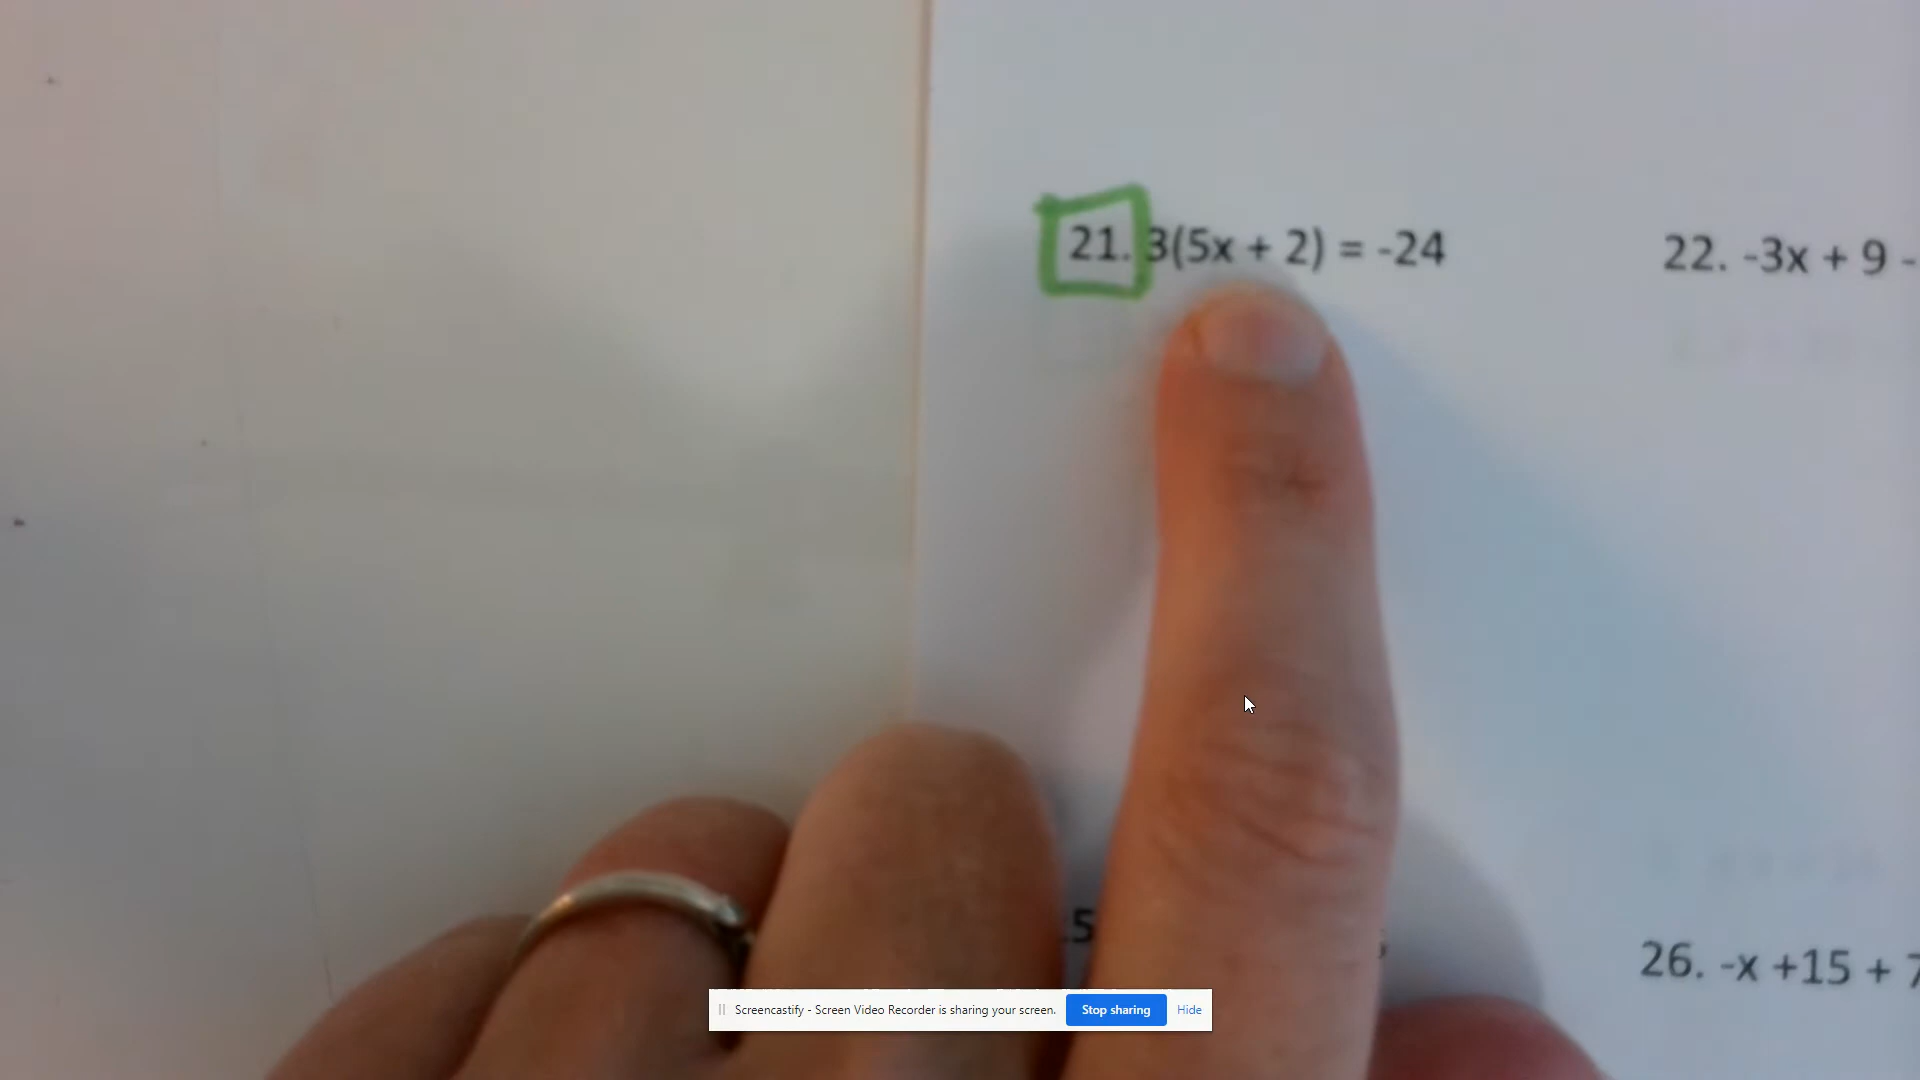 21. 3(5x + 2) = -24
22. -3x + 9 -
26. -x +15 + 7
Screencastify - Screen Video Recorder is sharing your screen. Stop sharing Hide